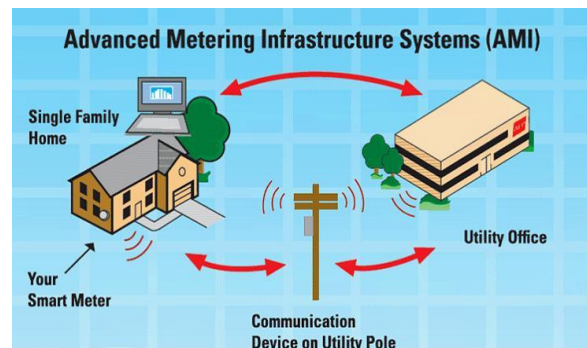 Advanced Metering Infrastructure Systems (AMI)
Single Family
Home
Utility Office
Your
Smart Meter
Communication
Device on Utility Pole